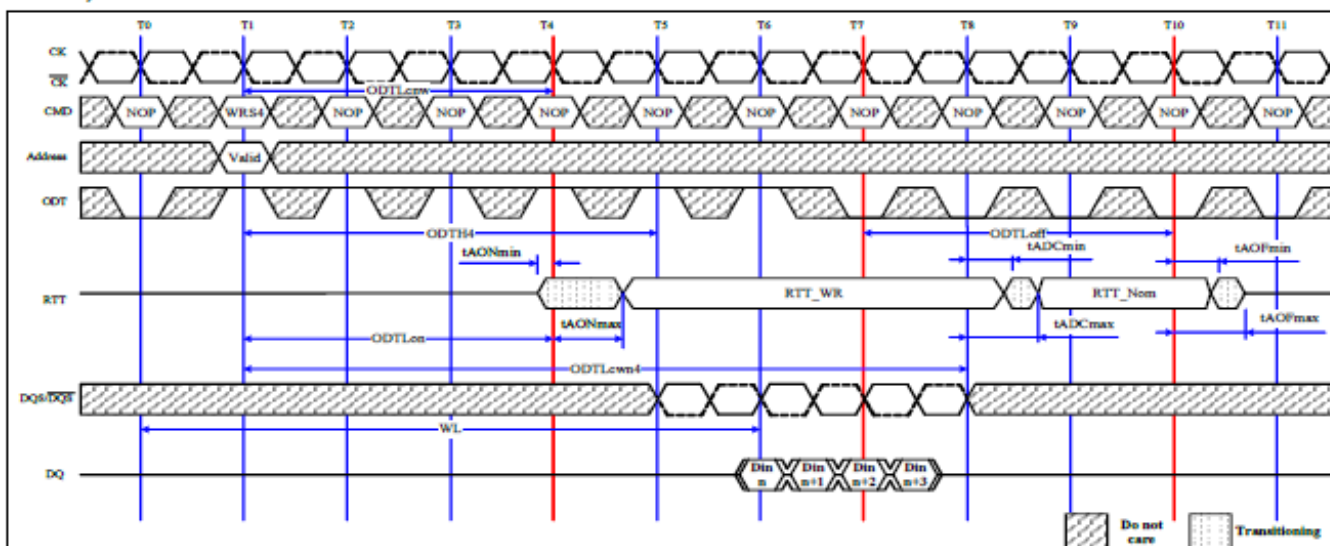 T0 T1 T2 T3 T4 T5 T6 T7 T8 T9 T10 T11
CK
CK
ODTLcnw
CMD NOP WRS4 NOP NOP NOP NOP NOP NOP NOP NOP NOP NOP
Address Valid
ODT
ODTH4 ODTLoff
tAONmin tADCmin tAOFmin
RTT RTT_WR RTT_Nom
tAONmax tADCmax tAOFmax
ODTLon
ODTLcwn4
DQS/DQS
WL
DQ Din n Din n+1 Din n+2 Din n+3
Do not care Transitioning